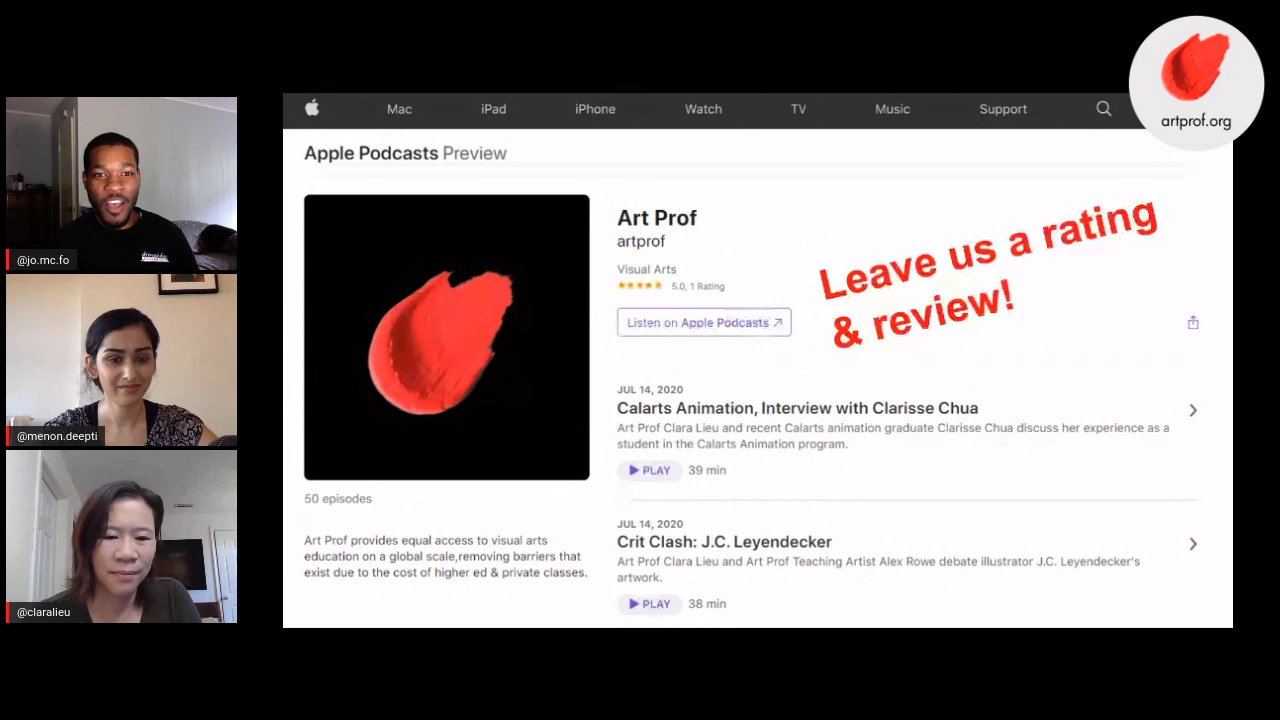 artprof.org
Mac iPad iPhone Watch TV Music Support
Apple Podcasts Preview
Art Prof
artprof
Visual Arts
5.0, 1 Rating
Listen on Apple Podcasts
Leave us a rating
& review!
JUL 14, 2020
Calarts Animation, Interview with Clarisse Chua
Art Prof Clara Lieu and recent Calarts animation graduate Clarisse Chua discuss her experience as a
student in the Calarts Animation program.
PLAY 39 min
50 episodes
Art Prof provides equal access to visual arts
education on a global scale,removing barriers that
exist due to the cost of higher ed & private classes.
JUL 14, 2020
Crit Clash: J.C. Leyendecker
Art Prof Clara Lieu and Art Prof Teaching Artist Alex Rowe debate illustrator J.C. Leyendecker's
artwork.
PLAY 38 min
@jo.mc.fo
@menon.deepti
@claralieu